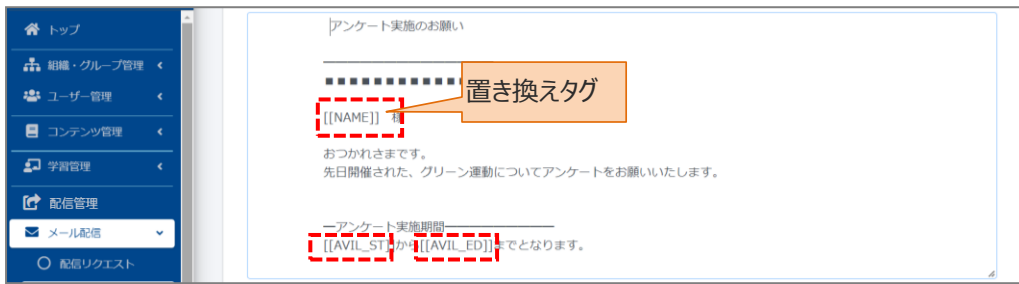 トップ
組織・グループ管理
ユーザー管理
コンテンツ管理
学習管理
配信管理
メール配信
配信リクエスト
アンケート実施のお願い
■■■■■■■■■■■■
置き換えタグ
[[NAME]] 様
おつかれさまです。
先日開催された、グリーン運動についてアンケートをお願いいたします。
―アンケート実施期間――――――――
[[AVIL_ST]]から[[AVIL_ED]]までとなります。